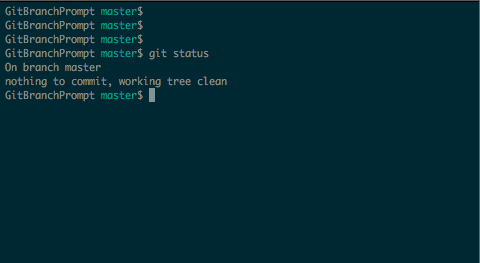 GitBranchPrompt master$
GitBranchPrompt master$
GitBranchPrompt master$
GitBranchPrompt master$ git status
On branch master
nothing to commit, working tree clean
GitBranchPrompt master$